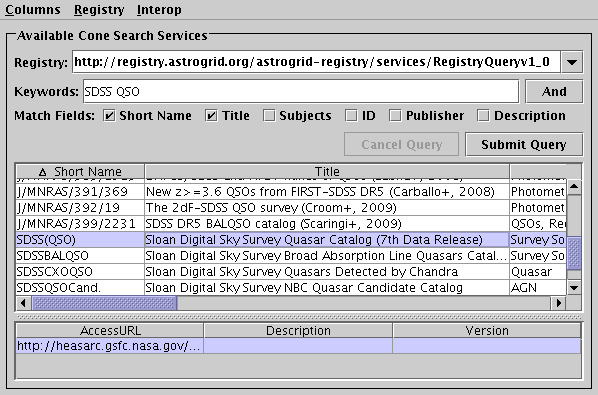 Columns Registry Interop
Available Cone Search Services
Registry: http://registry.astrogrid.org/astrogrid-registry/services/RegistryQueryv1_0
Keywords: SDSS QSO And
Match Fields: Short Name Title Subjects ID Publisher Description
Cancel Query Submit Query
Δ Short Name Title
J/MNRAS/391/369 New z>=3.6 QSOs from FIRST-SDSS DR5 (Carballo+, 2008) Photomet
J/MNRAS/392/19 The 2dF-SDSS QSO survey (Croom+, 2009) Photomet
J/MNRAS/399/2231 SDSS DR5 BALQSO catalog (Scaringi+, 2009) QSOs, Red
SDSS(QSO) Sloan Digital Sky Survey Quasar Catalog (7th Data Release) Survey So
SDSSBALQSO Sloan Digital Sky Survey Broad Absorption Line Quasars Catal... Survey So
SDSSCXOQSO Sloan Digital Sky Survey Quasars Detected by Chandra Quasar
SDSSQSOCand. Sloan Digital Sky Survey NBC Quasar Candidate Catalog AGN
AccessURL Description Version
http://heasarc.gsfc.nasa.gov/...